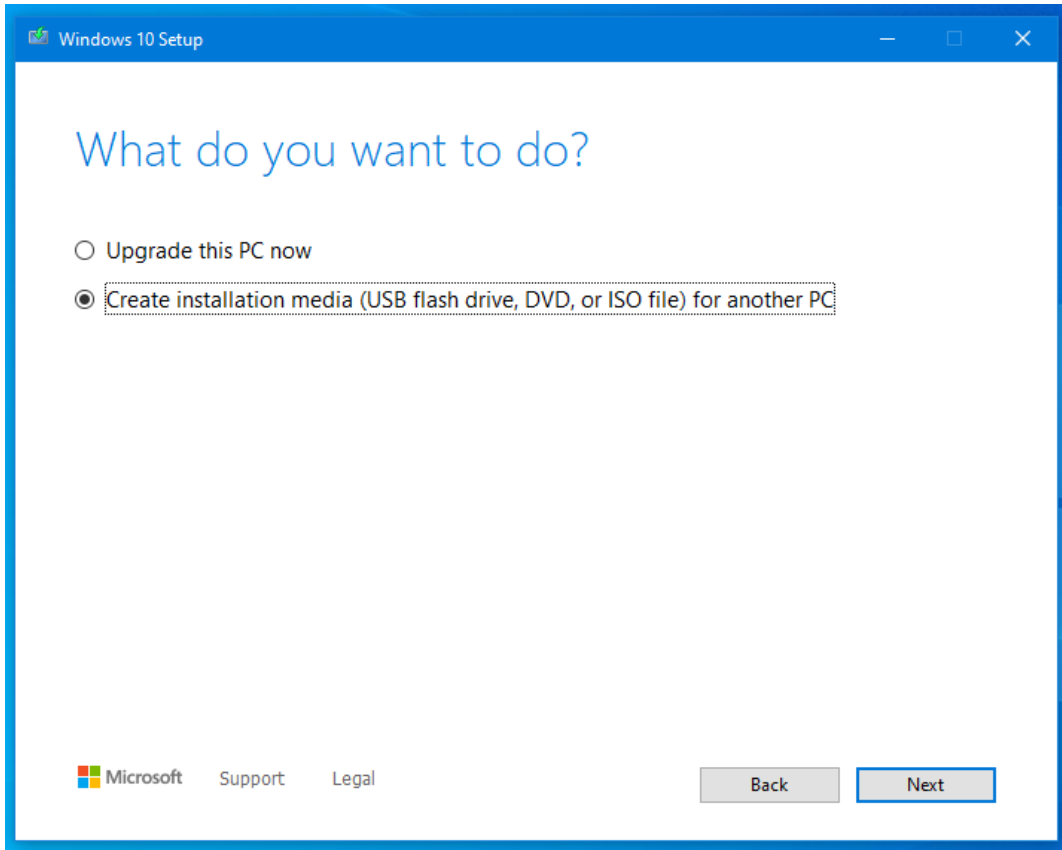 Windows 10 Setup
What do you want to do?
Upgrade this PC now
Create installation media (USB flash drive, DVD, or ISO file) for another PC
Microsoft Support Legal Back Next